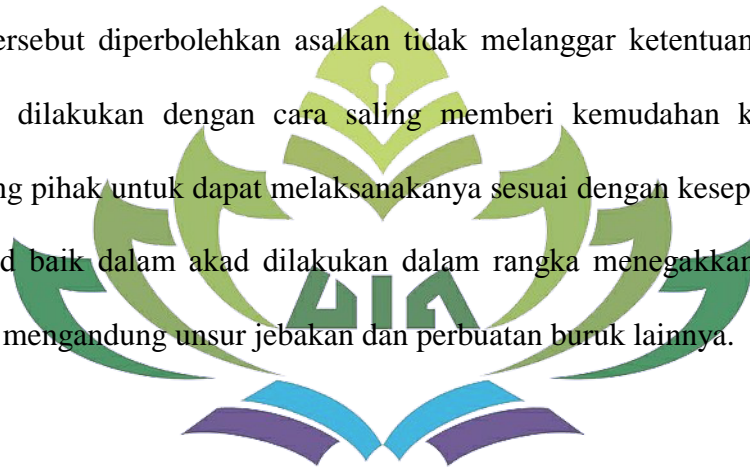 ersebut diperbolehkan asalkan tidak melanggar ketentuan
dilakukan dengan cara saling memberi kemudahan k
ng pihak untuk dapat melaksanakanya sesuai dengan kesep
d baik dalam akad dilakukan dalam rangka menegakkan
mengandung unsur jebakan dan perbuatan buruk lainnya.
UIN